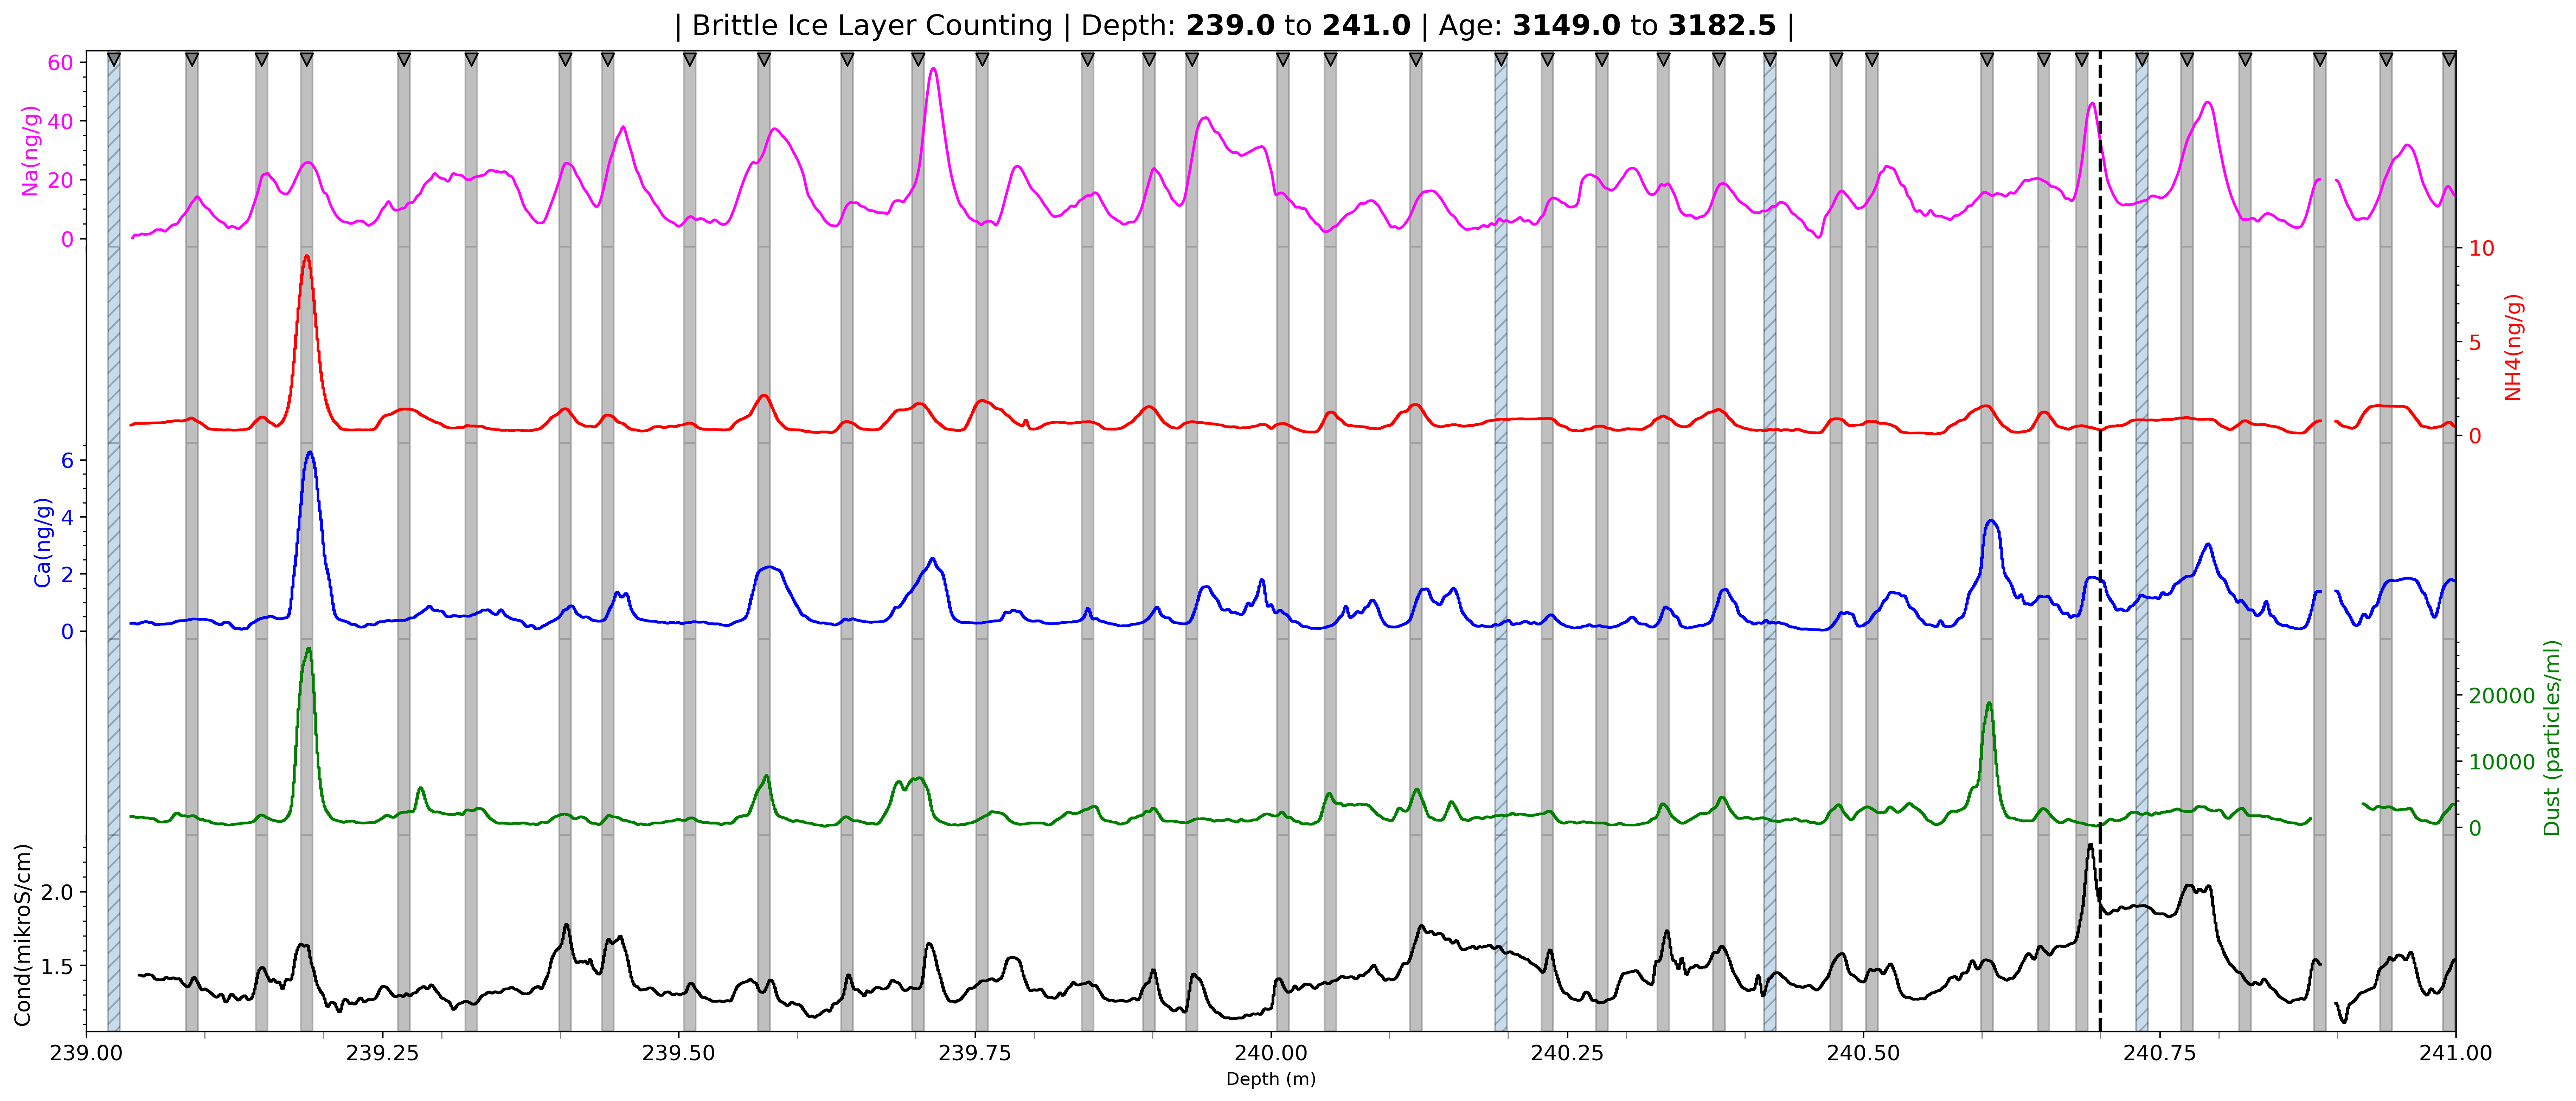 | Brittle Ice Layer Counting | Depth: 239.0 to 241.0 | Age: 3149.0 to 3182.5 |
60
40
20
0
Na(ng/g)
10
5
0
NH4(ng/g)
6
4
2
0
Ca(ng/g)
20000
10000
0
Dust (particles/ml)
2.0
1.5
Cond(mikroS/cm)
239.00 239.25 239.50 239.75 240.00 240.25 240.50 240.75 241.00
Depth (m)